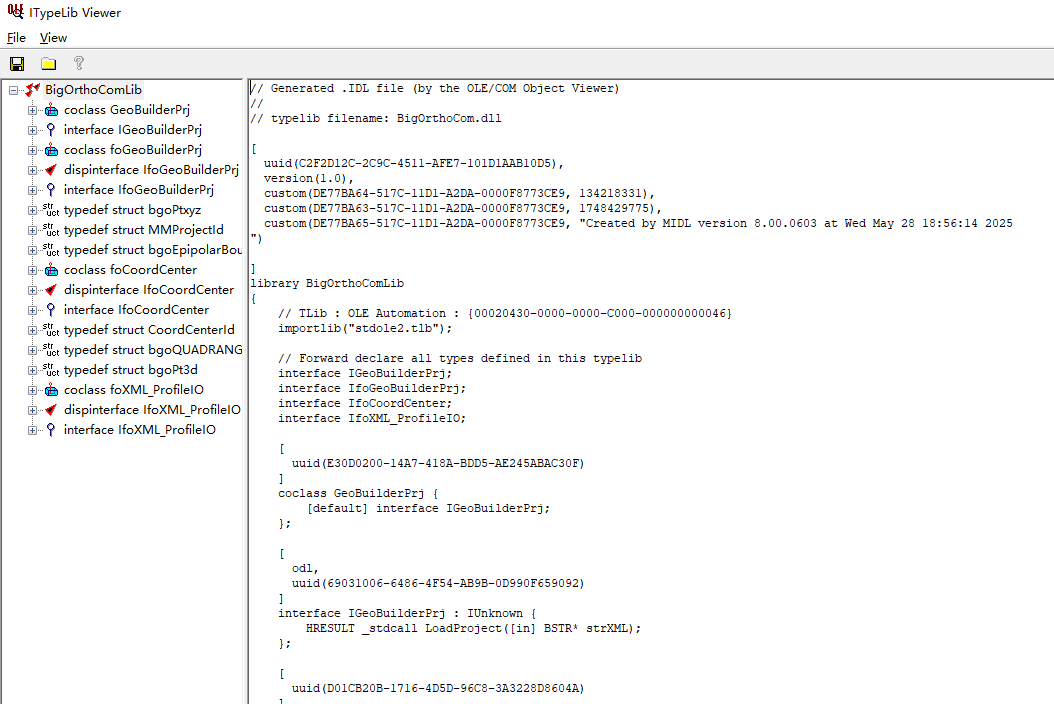 ITypeLib Viewer
File View
BigOrthoComLib
coclass GeoBuilderPrj
interface IGeoBuilderPrj
coclass foGeoBuilderPrj
dispinterface IfoGeoBuilderPrj
interface IfoGeoBuilderPrj
typedef struct bgoPtxyz
typedef struct MMProjectId
typedef struct bgoEpipolarBou
coclass foCoordCenter
dispinterface IfoCoordCenter
interface IfoCoordCenter
typedef struct CoordCenterId
typedef struct bgoQUADRANG
typedef struct bgoPt3d
coclass foXML_ProfileIO
dispinterface IfoXML_ProfileIO
interface IfoXML_ProfileIO
// Generated .IDL file (by the OLE/COM Object Viewer)
//
// typelib filename: BigOrthoCom.dll
[
  uuid(C2F2D12C-2C9C-4511-AFE7-101D1AAB10D5),
  version(1.0),
  custom(DE77BA64-517C-11D1-A2DA-0000F8773CE9, 134218331),
  custom(DE77BA63-517C-11D1-A2DA-0000F8773CE9, 1748429775),
  custom(DE77BA65-517C-11D1-A2DA-0000F8773CE9, "Created by MIDL version 8.00.0603 at Wed May 28 18:56:14 2025
")
]
library BigOrthoComLib
{
    // TLib : OLE Automation : {00020430-0000-0000-C000-000000000046}
    importlib("stdole2.tlb");
    // Forward declare all types defined in this typelib
    interface IGeoBuilderPrj;
    interface IfoGeoBuilderPrj;
    interface IfoCoordCenter;
    interface IfoXML_ProfileIO;
    [
      uuid(E30D0200-14A7-418A-BDD5-AE245ABAC30F)
    ]
    coclass GeoBuilderPrj {
        [default] interface IGeoBuilderPrj;
    };
    [
      odl,
      uuid(69031006-6486-4F54-AB9B-0D990F659092)
    ]
    interface IGeoBuilderPrj : IUnknown {
        HRESULT _stdcall LoadProject([in] BSTR* strXML);
    };
    [
      uuid(D01CB20B-1716-4D5D-96C8-3A3228D8604A)
    ]